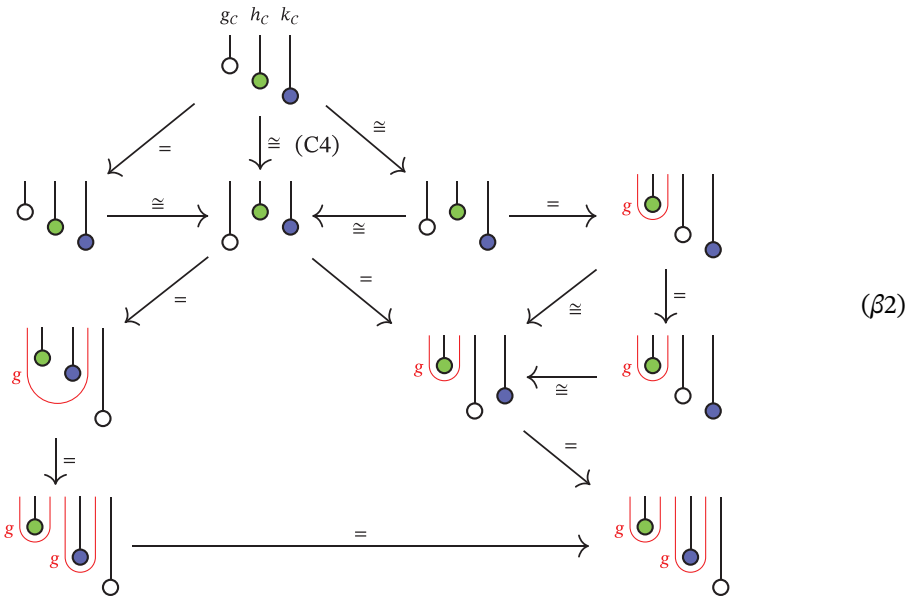 g_C h_C k_C
= ≅ (C4) ≅
≅ ≅ = g
= = ≅ = (β2)
g g ≅
= =
g g = g g